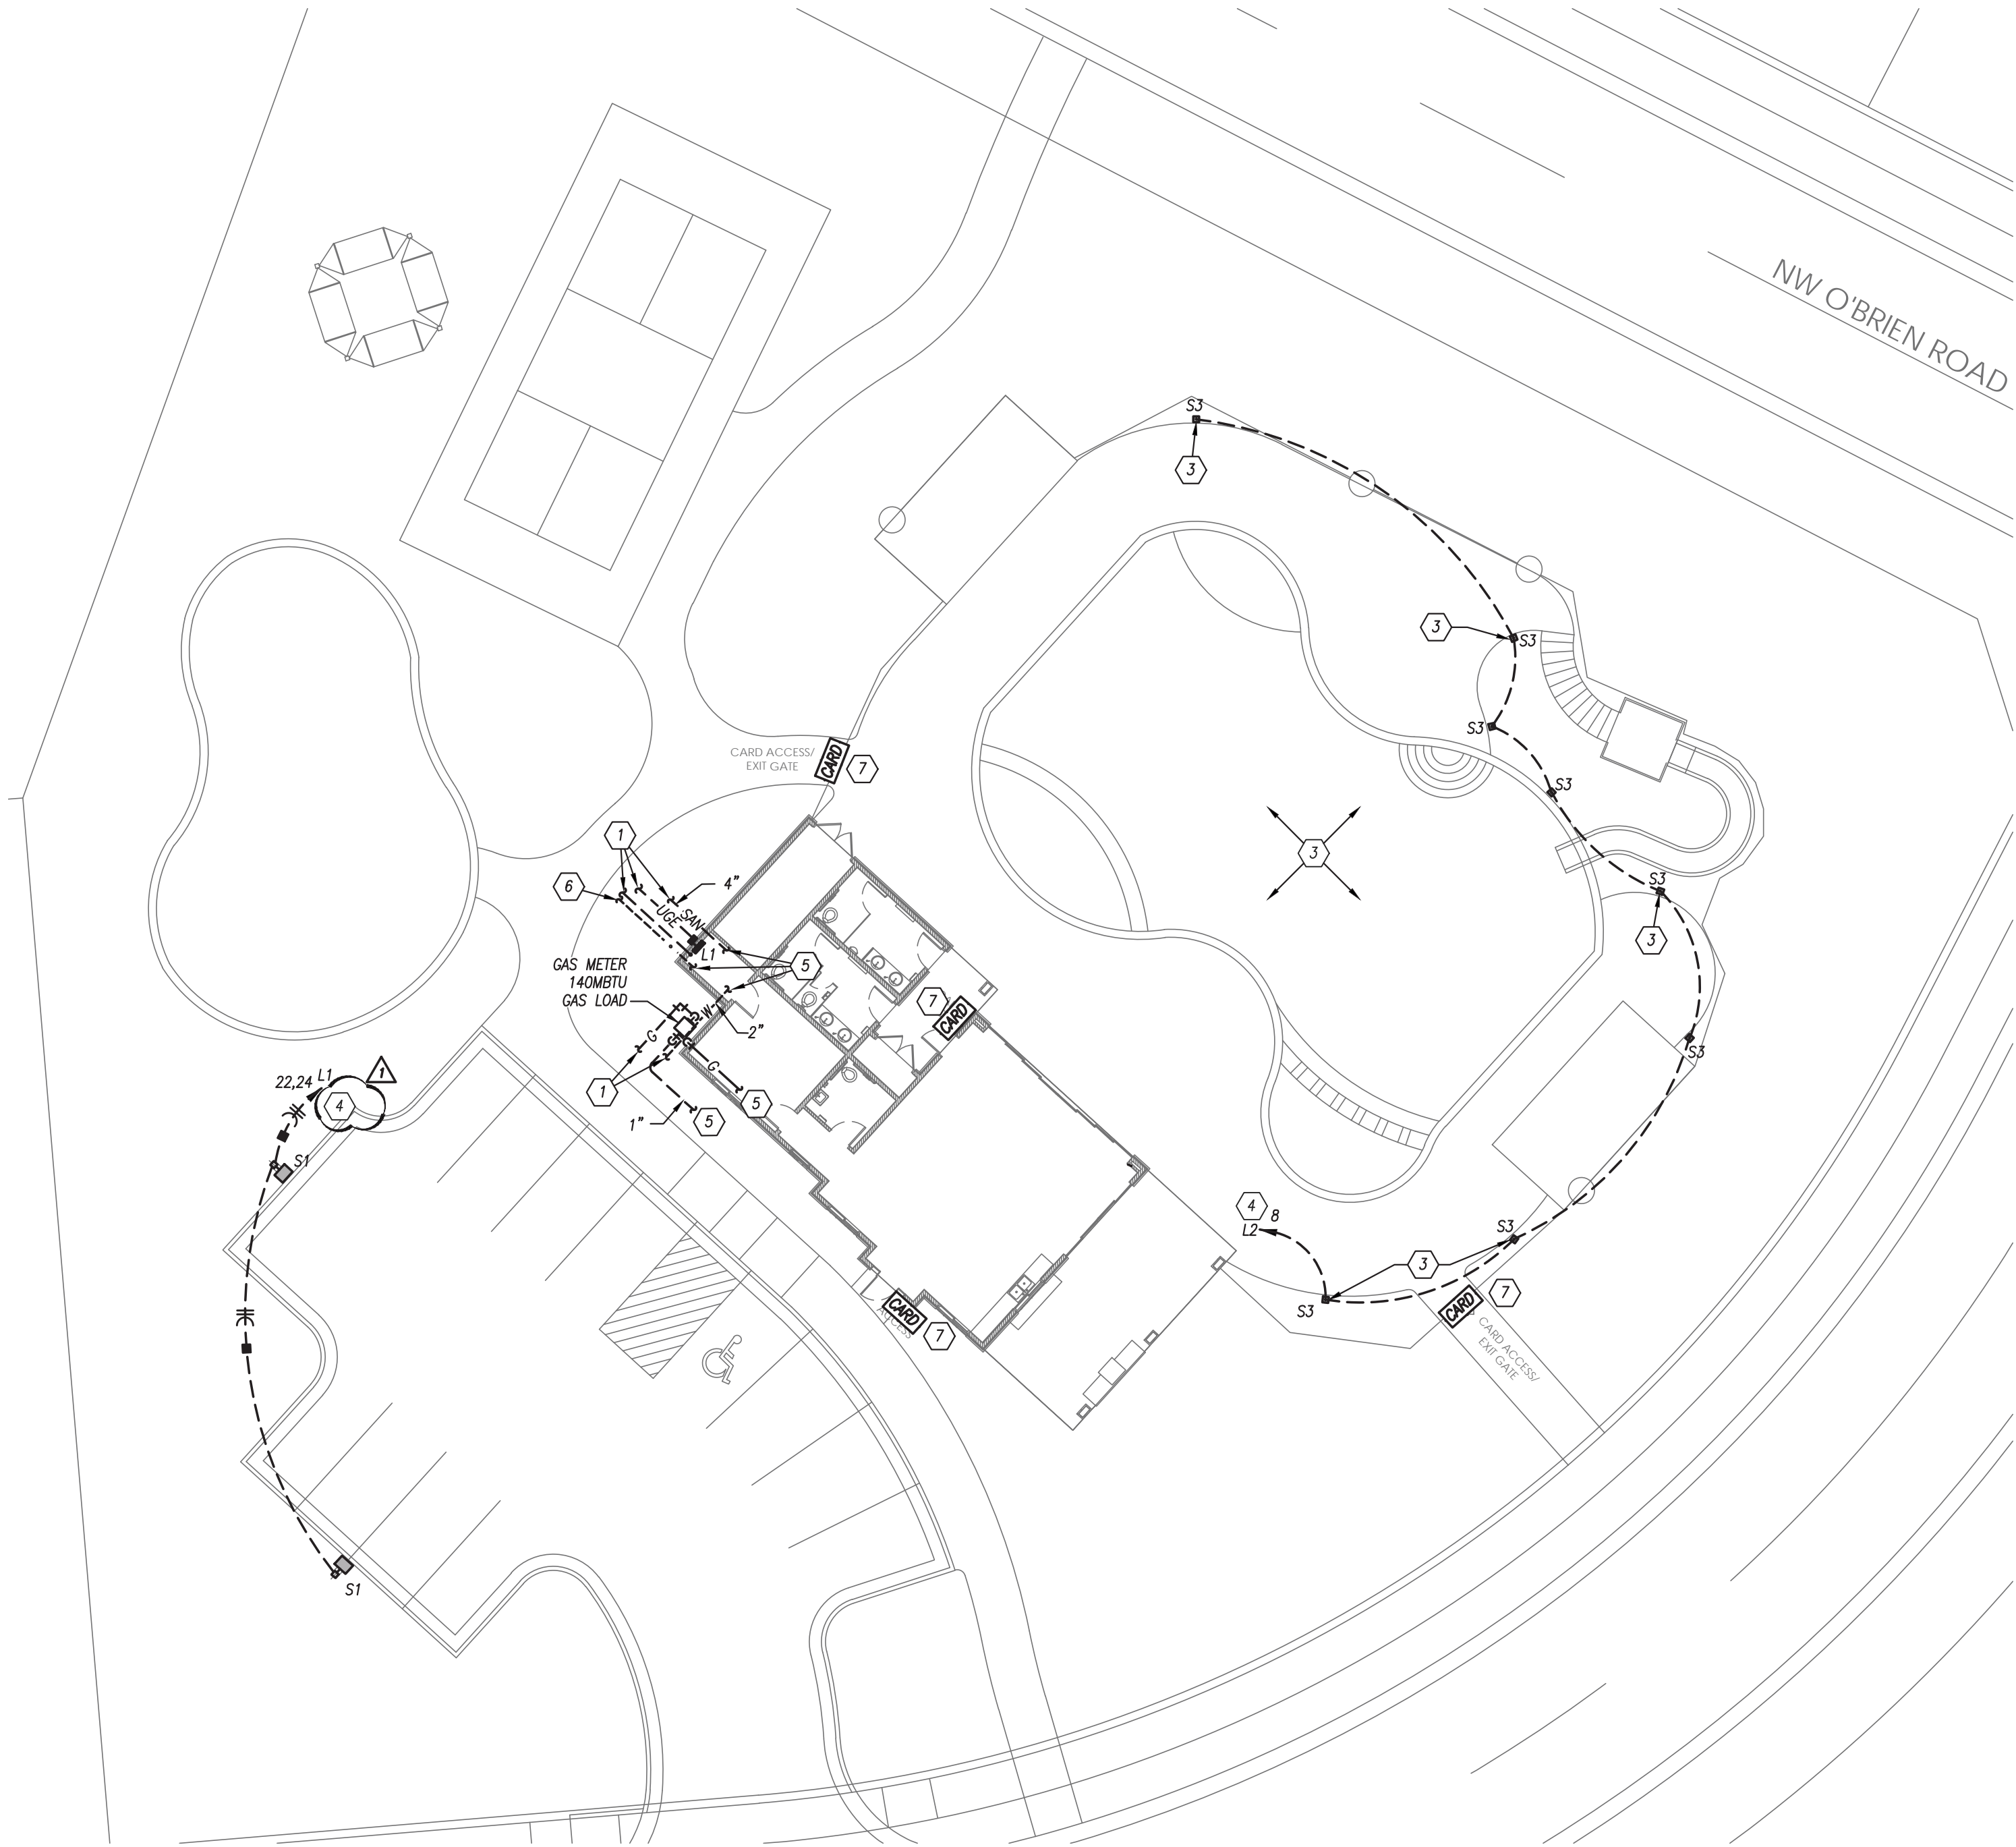 NW O'BRIEN ROAD
S3
3
3
S3
S3
S3
CARD ACCESS/
EXIT GATE
CARD
7
1
3
6
4"
S3
UGE
SAN
3
L1
5
GAS METER
140MBTU
GAS LOAD
7
CARD
W
2"
G
G
S3
1
L1
22,24
4
1
5
1"
5
S1
4
8
L2
S3
3
7
CARD
S3
CARD
ACCESS
7
CARD ACCESS/
EXIT GATE
S1